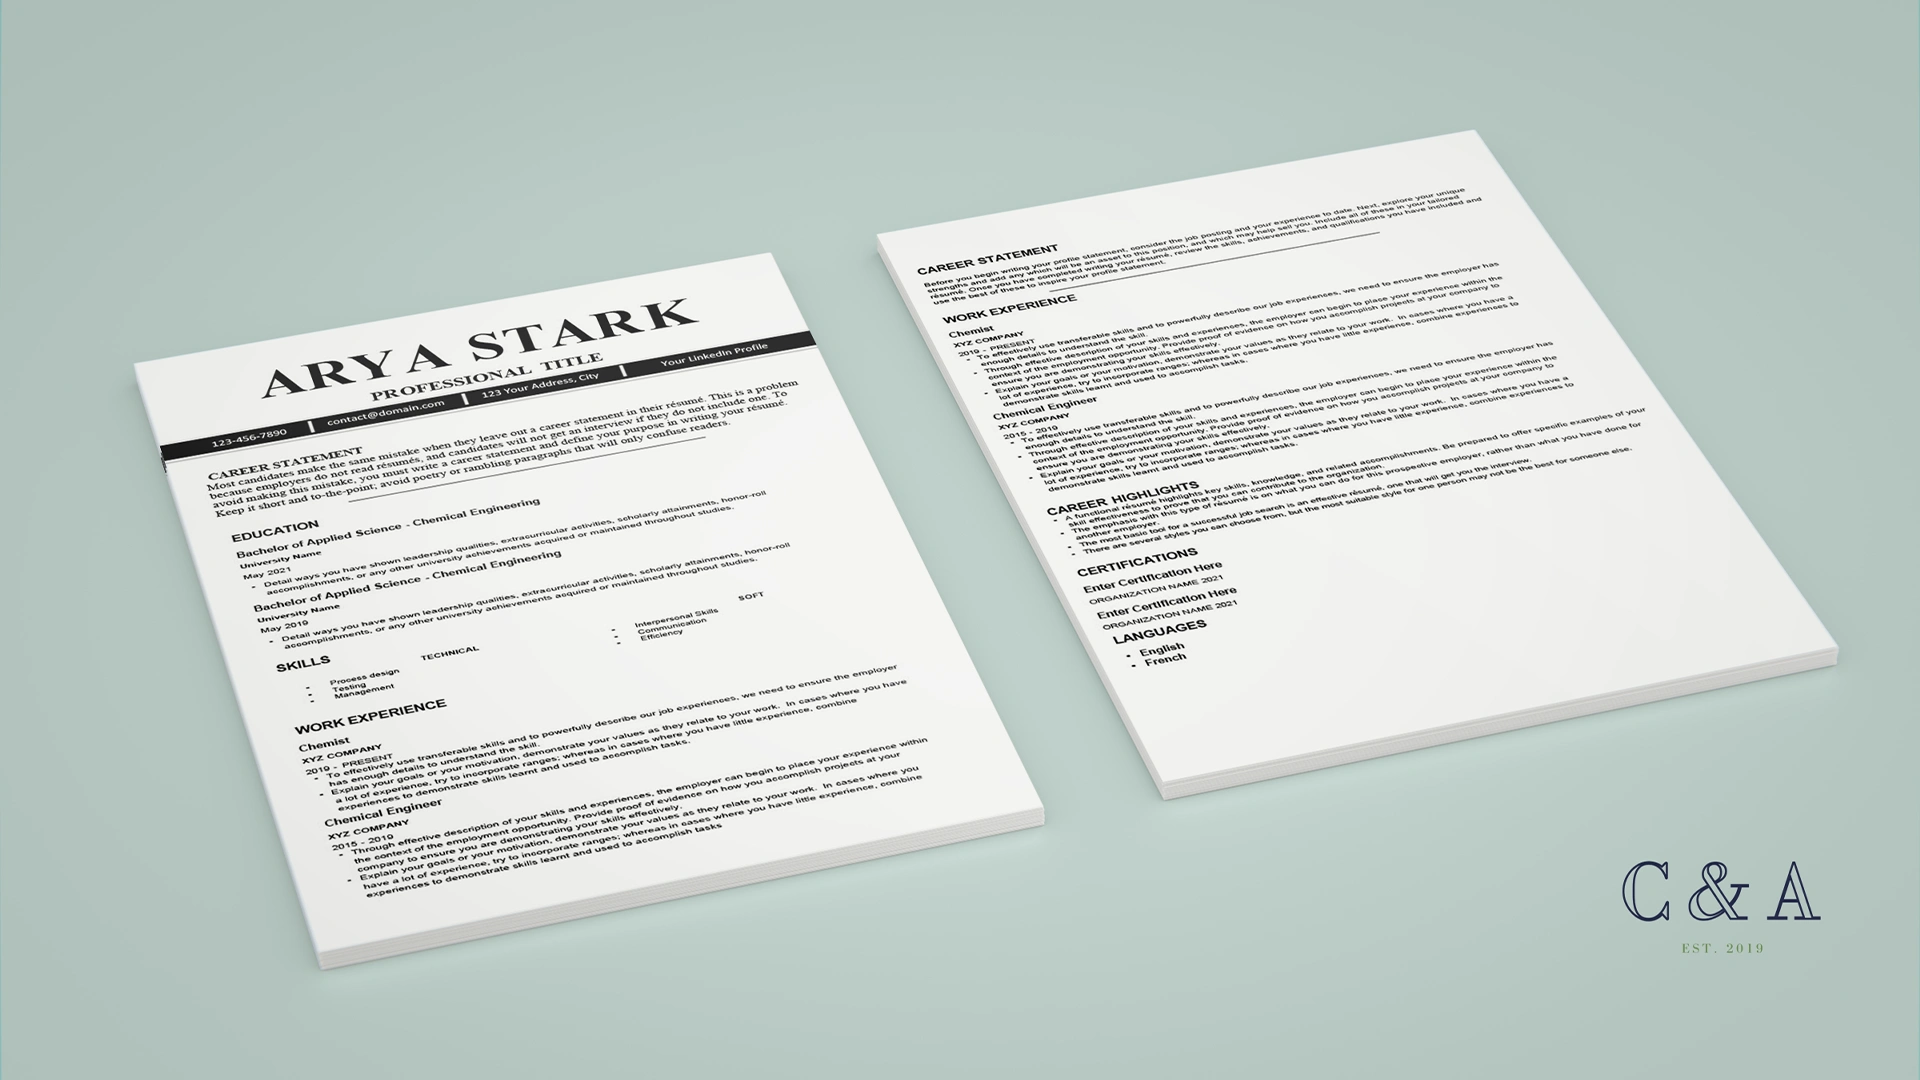 ARYA STARK
PROFESSIONAL TITLE
123-456-7890 | contact@domain.com | 123 Your Address, City | Your LinkedIn Profile
CAREER STATEMENT
Most candidates make the same mistake when they leave out a career statement in their résumé. This is a problem
because employers do not read résumés, and candidates will not get an interview if they do not include one. To
avoid making this mistake, you must write a career statement and define your purpose in writing your résumé.
Keep it short and to-the-point; avoid poetry or rambling paragraphs that will only confuse readers.
EDUCATION
Bachelor of Applied Science - Chemical Engineering
University Name
May 2021
• Detail ways you have shown leadership qualities, extracurricular activities, scholarly attainments, honor-roll
accomplishments, or any other university achievements acquired or maintained throughout studies.
Bachelor of Applied Science - Chemical Engineering
University Name
May 2019
• Detail ways you have shown leadership qualities, extracurricular activities, scholarly attainments, honor-roll
accomplishments, or any other university achievements acquired or maintained throughout studies.
SKILLS
TECHNICAL
• Process design
• Testing
• Management
•
SOFT
• Interpersonal Skills
• Communication
• Efficiency
WORK EXPERIENCE
Chemist
XYZ COMPANY
2019 - PRESENT
• To effectively use transferable skills and to powerfully describe our job experiences, we need to ensure the employer
has enough details to understand the skill.
• Explain your goals or your motivation, demonstrate your values as they relate to your work. In cases where you have
a lot of experience, try to incorporate ranges; whereas in cases where you have little experience, combine
experiences to demonstrate skills learnt and used to accomplish tasks.
Chemical Engineer
XYZ COMPANY
2015 - 2019
• Through effective description of your skills and experiences, the employer can begin to place your experience within
the context of the employment opportunity. Provide proof of evidence on how you accomplish projects at your
company to ensure you are demonstrating your skills effectively.
• Explain your goals or your motivation, demonstrate your values as they relate to your work. In cases where you
have a lot of experience, try to incorporate ranges; whereas in cases where you have little experience, combine
experiences to demonstrate skills learnt and used to accomplish tasks
CAREER STATEMENT
Before you begin writing your profile statement, consider the job posting and your experience to date. Next, explore your unique
strengths and add any which will be an asset to this position, and which may help sell you. Include all of these in your tailored
résumé. Once you have completed writing your résumé, review the skills, achievements, and qualifications you have included and
use the best of these to inspire your profile statement.
WORK EXPERIENCE
Chemist
XYZ COMPANY
2019 - PRESENT
• To effectively use transferable skills and to powerfully describe our job experiences, we need to ensure the employer has
enough details to understand the skill.
• Through effective description of your skills and experiences, the employer can begin to place your experience within the
context of the employment opportunity. Provide proof of evidence on how you accomplish projects at your company to
ensure you are demonstrating your skills effectively.
• Explain your goals or your motivation, demonstrate your values as they relate to your work. In cases where you have a
lot of experience, try to incorporate ranges; whereas in cases where you have little experience, combine experiences to
demonstrate skills learnt and used to accomplish tasks.
Chemical Engineer
XYZ COMPANY
2015 - 2019
• To effectively use transferable skills and to powerfully describe our job experiences, we need to ensure the employer has
enough details to understand the skill.
• Through effective description of your skills and experiences, the employer can begin to place your experience within the
context of the employment opportunity. Provide proof of evidence on how you accomplish projects at your company to
ensure you are demonstrating your skills effectively.
• Explain your goals or your motivation, demonstrate your values as they relate to your work. In cases where you have a
lot of experience, try to incorporate ranges; whereas in cases where you have little experience, combine experiences to
demonstrate skills learnt and used to accomplish tasks.
CAREER HIGHLIGHTS
• A functional résumé highlights key skills, knowledge, and related accomplishments. Be prepared to offer specific examples of your
skill effectiveness to prove that you can contribute to the organization.
• The emphasis with this type of résumé is on what you can do for this prospective employer, rather than what you have done for
another employer.
• The most basic tool for a successful job search is an effective résumé, one that will get you the interview.
• There are several styles you can choose from, but the most suitable style for one person may not be the best for someone else.
CERTIFICATIONS
Enter Certification Here
ORGANIZATION NAME 2021
Enter Certification Here
ORGANIZATION NAME 2021
LANGUAGES
• English
• French
C & A
EST. 2019